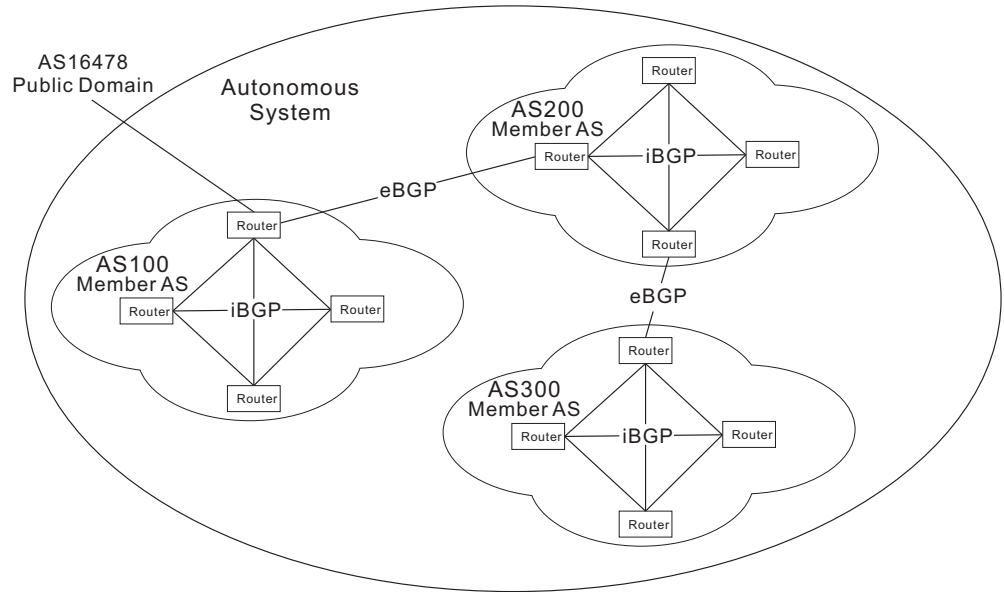 AS16478
Public Domain
Autonomous
System
Router
AS200
Member AS
Router
iBGP
Router
Router
eBGP
Router
AS100
Member AS
Router
iBGP
Router
Router
eBGP
Router
AS300
Member AS
Router
iBGP
Router
Router